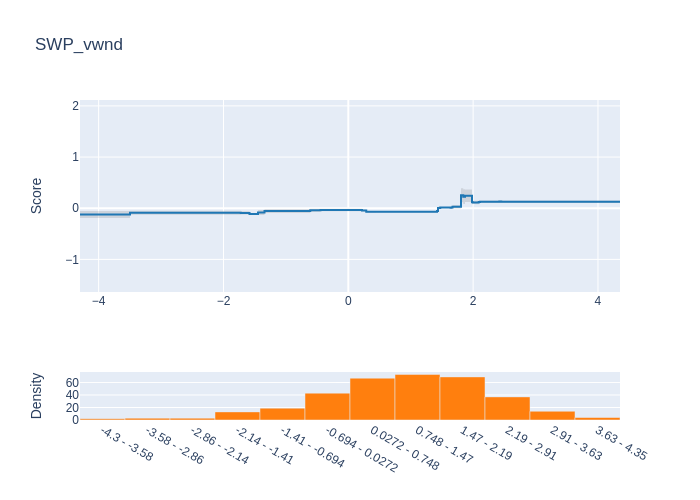 SWP_vwnd
Score
2
1
0
−1
−4
−2
0
2
4
Density
60
40
20
0
-4.3 - -3.58
-3.58 - -2.86
-2.86 - -2.14
-2.14 - -1.41
-1.41 - -0.694
-0.694 - 0.0272
0.0272 - 0.748
0.748 - 1.47
1.47 - 2.19
2.19 - 2.91
2.91 - 3.63
3.63 - 4.35